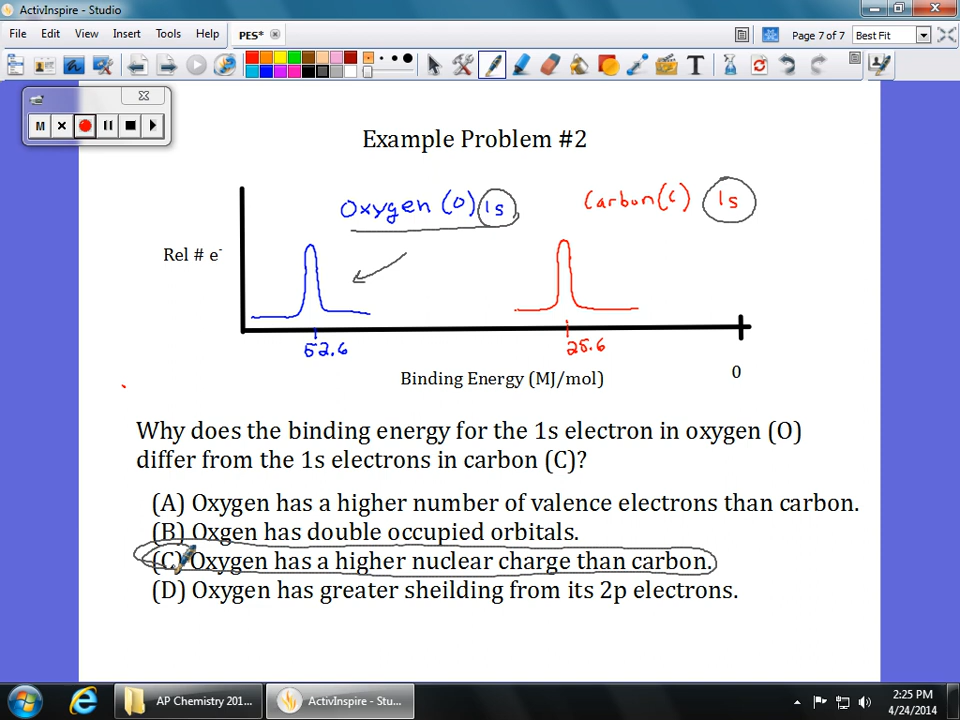 ActivInspire - Studio
File Edit View Insert Tools Help PES*
Page 7 of 7 Best Fit
M
Example Problem #2
Oxygen (O) 1s
Carbon (C) 1s
Rel # e-
52.6
25.6
Binding Energy (MJ/mol)
0
Why does the binding energy for the 1s electron in oxygen (O)
differ from the 1s electrons in carbon (C)?
(A) Oxygen has a higher number of valence electrons than carbon.
(B) Oxgen has double occupied orbitals.
(C) Oxygen has a higher nuclear charge than carbon.
(D) Oxygen has greater sheilding from its 2p electrons.
AP Chemistry 201...
ActivInspire - Stu...
2:25 PM
4/24/2014